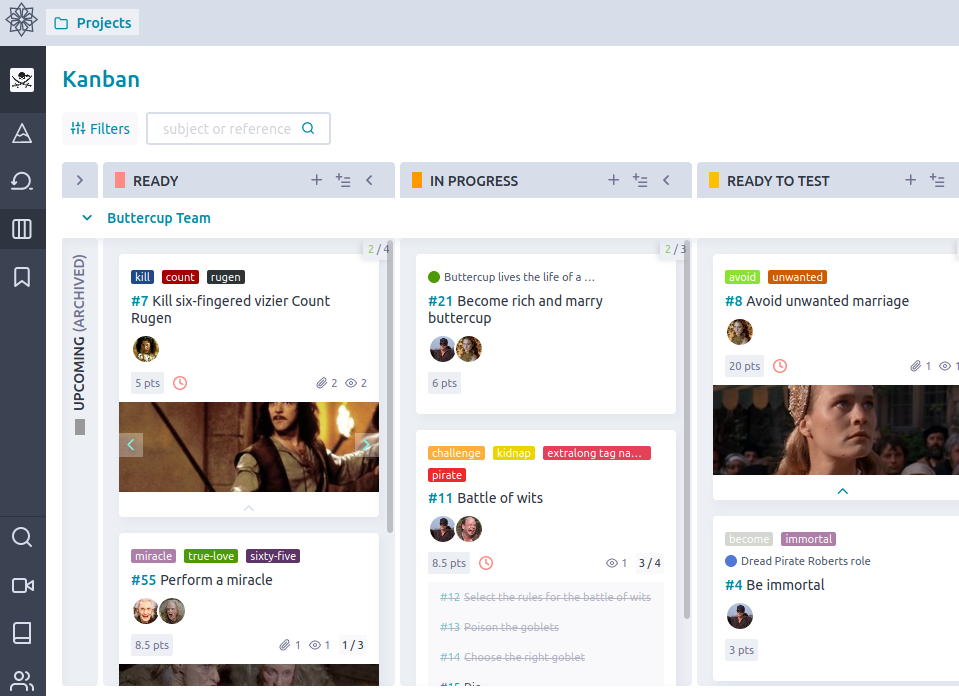 Projects
Kanban
Filters
subject or reference
READY
IN PROGRESS
READY TO TEST
Buttercup Team
UPCOMING (ARCHIVED)
2 / 4
kill count rugen
#7 Kill six-fingered vizier Count
Rugen
5 pts
2 2
miracle true-love sixty-five
#55 Perform a miracle
8.5 pts
1 1 1 / 3
2 / 3
Buttercup lives the life of a ...
#21 Become rich and marry
buttercup
6 pts
challenge kidnap extralong tag na...
pirate
#11 Battle of wits
8.5 pts
1 3 / 4
#12 Select the rules for the battle of wits
#13 Poison the goblets
#14 Choose the right goblet
#15 Die
avoid unwanted
#8 Avoid unwanted marriage
20 pts
1 1
become immortal
Dread Pirate Roberts role
#4 Be immortal
3 pts